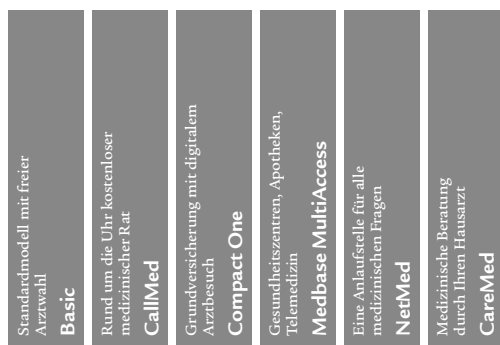 Standardmodell mit freier
Arztwahl
Basic
Rund um die Uhr kostenloser
medizinischer Rat
CallMed
Grundversicherung mit digitalem
Arztbesuch
Compact One
Gesundheitszentren, Apotheken,
Telemedizin
Medbase MultiAccess
Eine Anlaufstelle für alle
medizinischen Fragen
NetMed
Medizinische Beratung
durch Ihren Hausarzt
CareMed